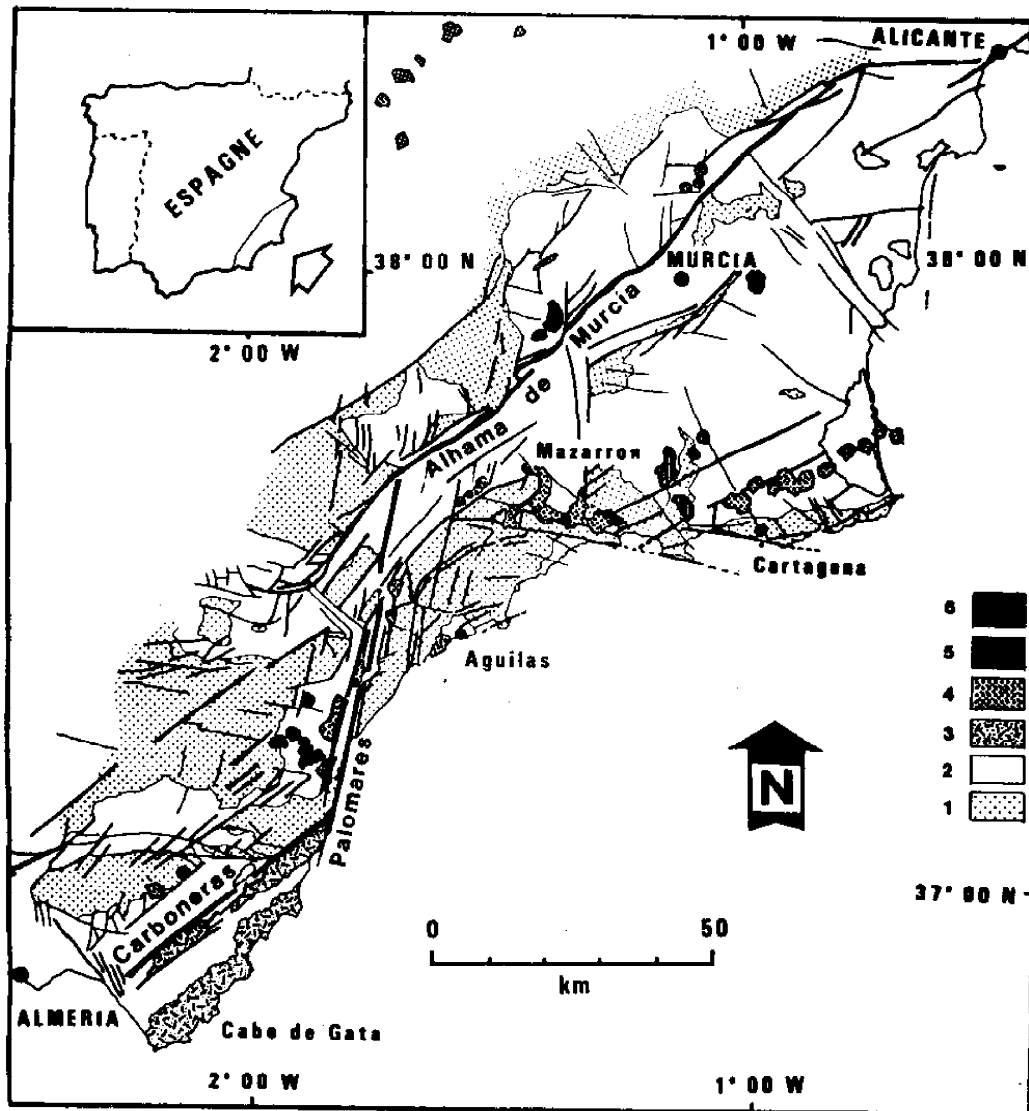 1° 00 W
ALICANTE
ESPAGNE
38° 00 N
MURCIA
38° 00 N
2° 00 W
Alhama de Murcia
Mazarron
Cartagena
Aguilas
6
5
4
3
2
1
N
Palomares
37° 00 N
Carboneras
0 50
km
ALMERIA
Cabo de Gata
2° 00 W
1° 00 W